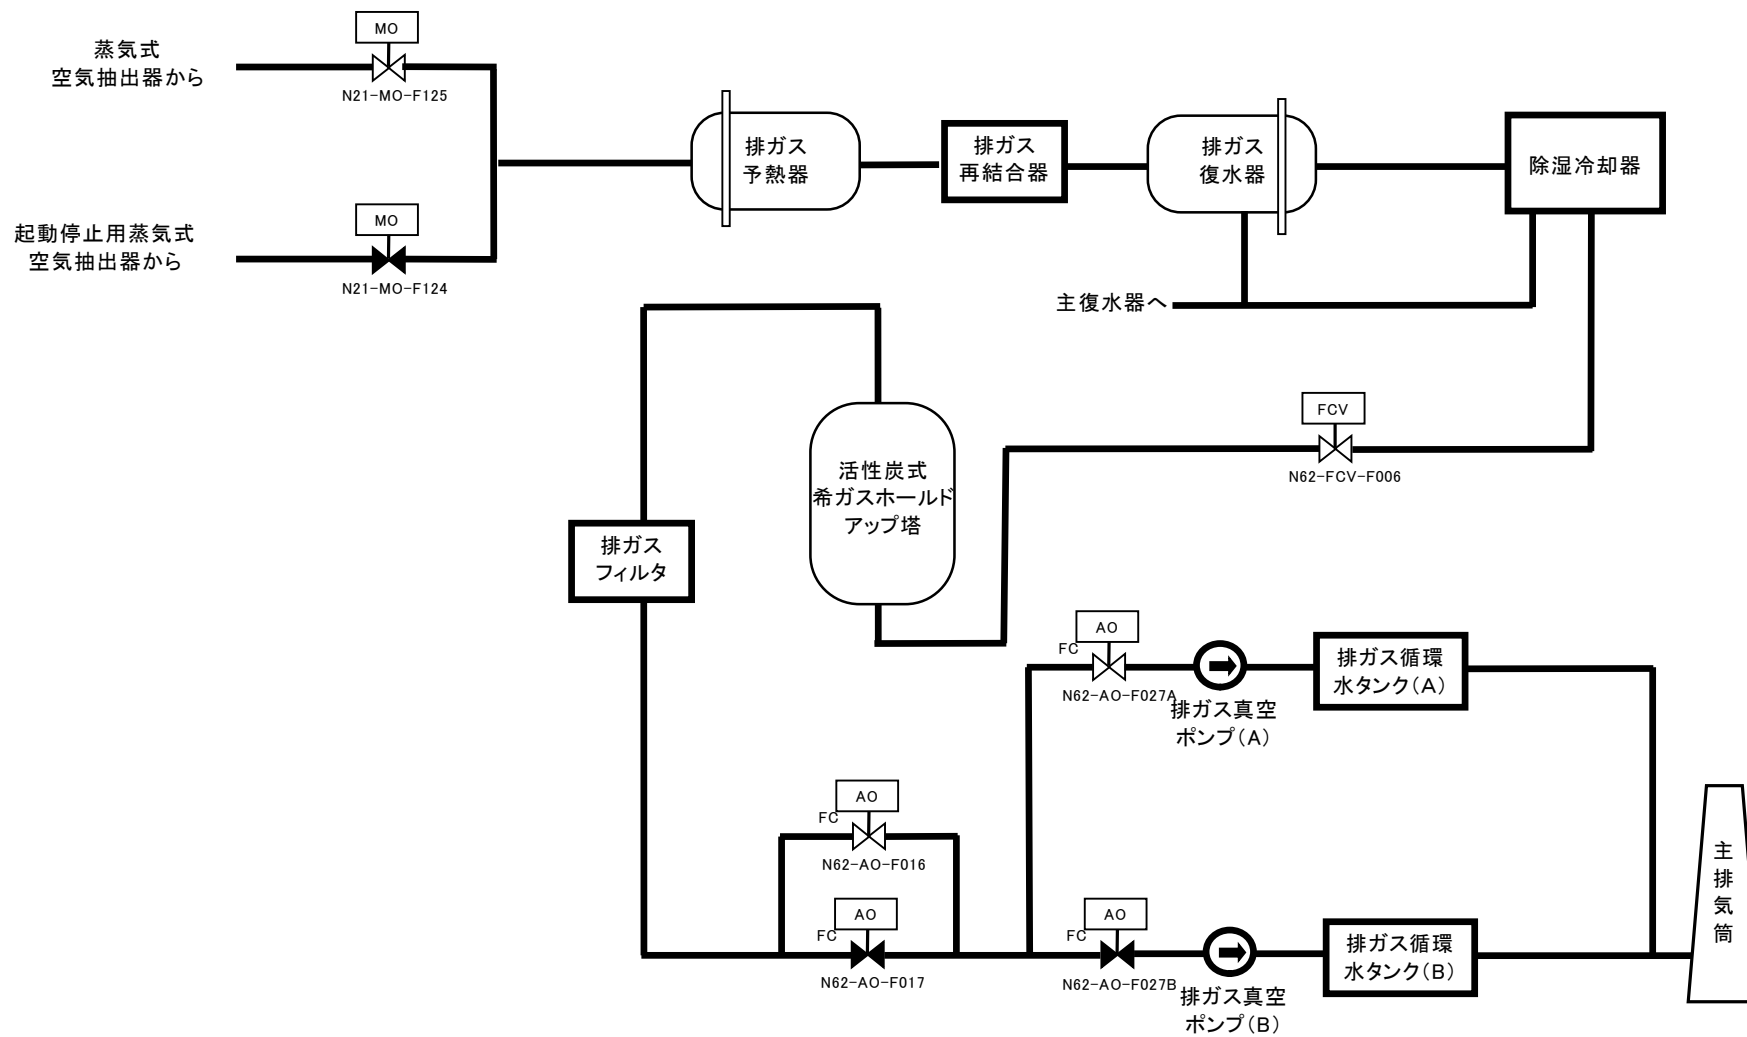 MO
蒸気式
空気抽出器から
N21-MO-F125
MO
起動停止用蒸気式
空気抽出器から
N21-MO-F124
排ガス
予熱器
排ガス
再結合器
排ガス
復水器
除湿冷却器
主復水器へ
FCV
N62-FCV-F006
活性炭式
希ガスホールド
アップ塔
排ガス
フィルタ
AO
FC
N62-AO-F027A
排ガス真空
ポンプ(A)
排ガス循環
水タンク(A)
AO
FC
N62-AO-F016
AO
FC
N62-AO-F017
AO
FC
N62-AO-F027B
排ガス真空
ポンプ(B)
排ガス循環
水タンク(B)
主
排
気
筒